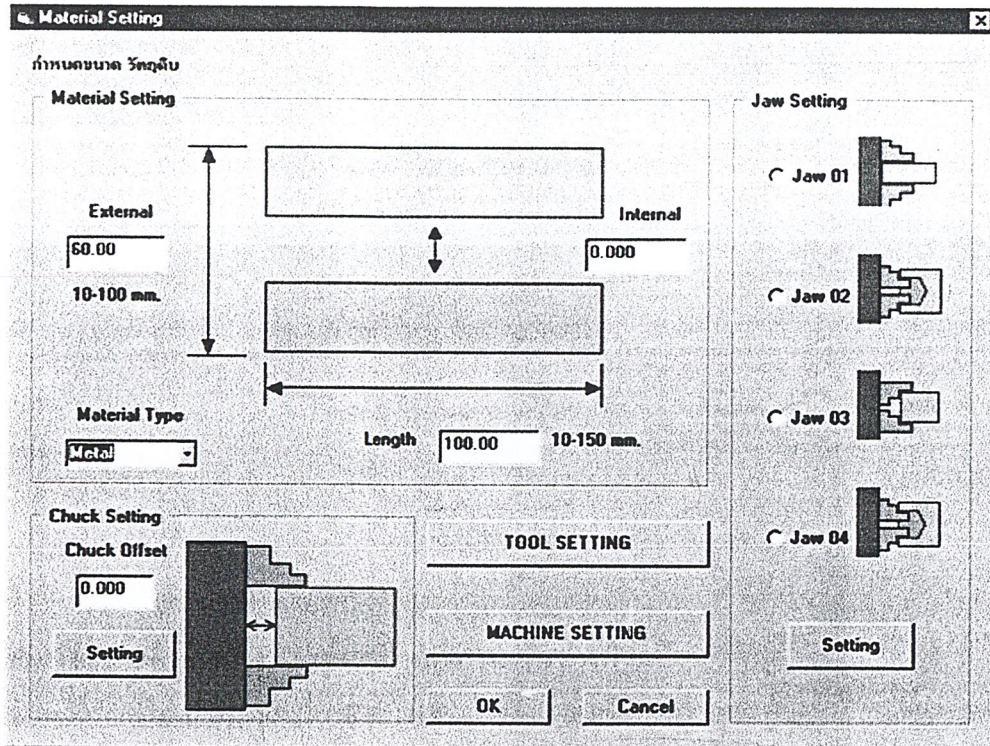 Material Setting
กำหนดขนาด วัตถุดิบ
Material Setting
External
60.00
10-100 mm.
Internal
0.000
Material Type
Metal
Length 100.00 10-150 mm.
Chuck Setting
Chuck Offset
0.000
Setting
TOOL SETTING
MACHINE SETTING
OK Cancel
Jaw Setting
Jaw 01
Jaw 02
Jaw 03
Jaw 04
Setting